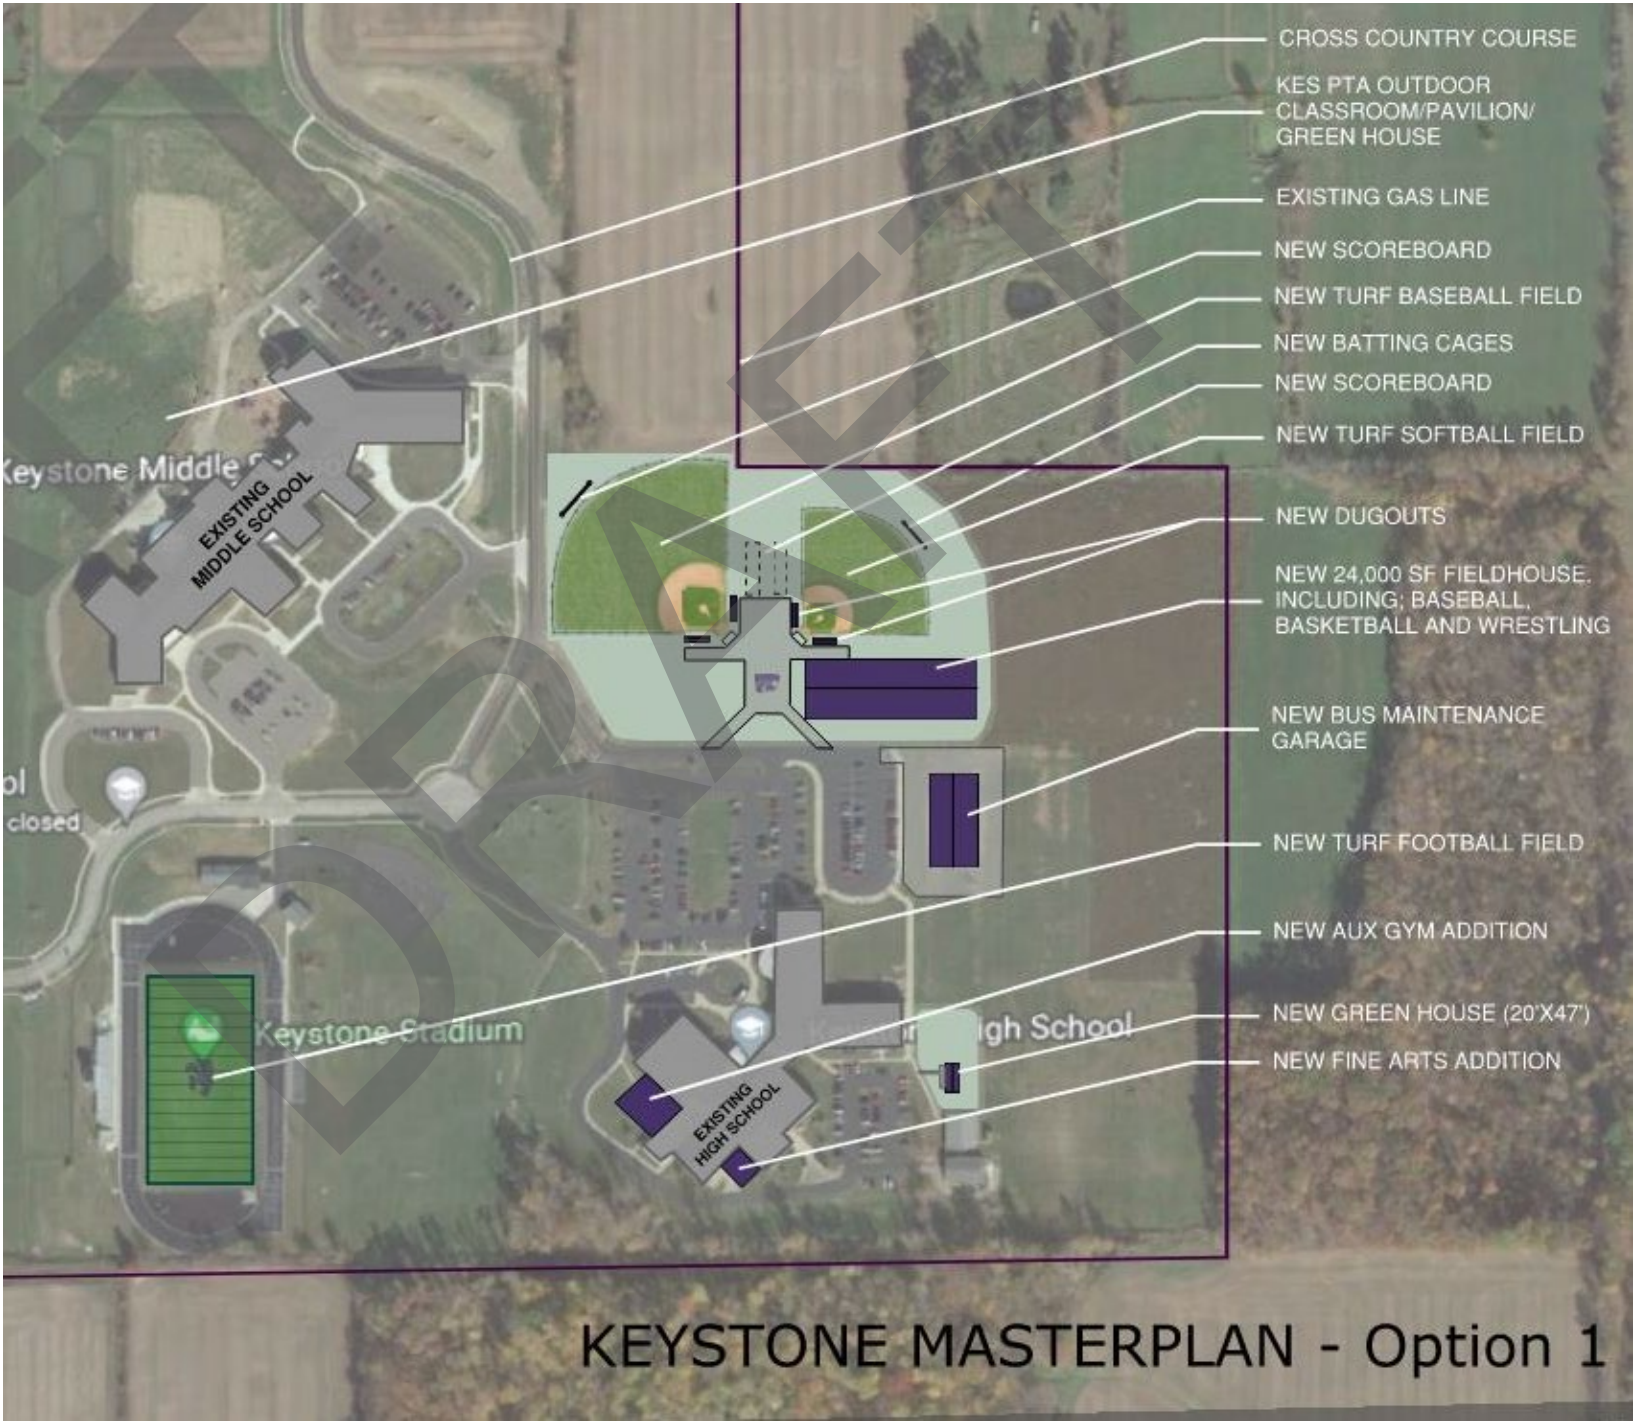 CROSS COUNTRY COURSE
KES PTA OUTDOOR
CLASSROOM/PAVILION/
GREEN HOUSE
EXISTING GAS LINE
NEW SCOREBOARD
NEW TURF BASEBALL FIELD
NEW BATTING CAGES
NEW SCOREBOARD
NEW TURF SOFTBALL FIELD
NEW DUGOUTS
NEW 24,000 SF FIELDHOUSE.
INCLUDING; BASEBALL,
BASKETBALL AND WRESTLING
NEW BUS MAINTENANCE
GARAGE
NEW TURF FOOTBALL FIELD
NEW AUX GYM ADDITION
NEW GREEN HOUSE (20'X47')
NEW FINE ARTS ADDITION
Keystone Middle
EXISTING
MIDDLE SCHOOL
ol
closed
Keystone Stadium
High School
EXISTING
HIGH SCHOOL
DRAFT
KEYSTONE MASTERPLAN - Option 1